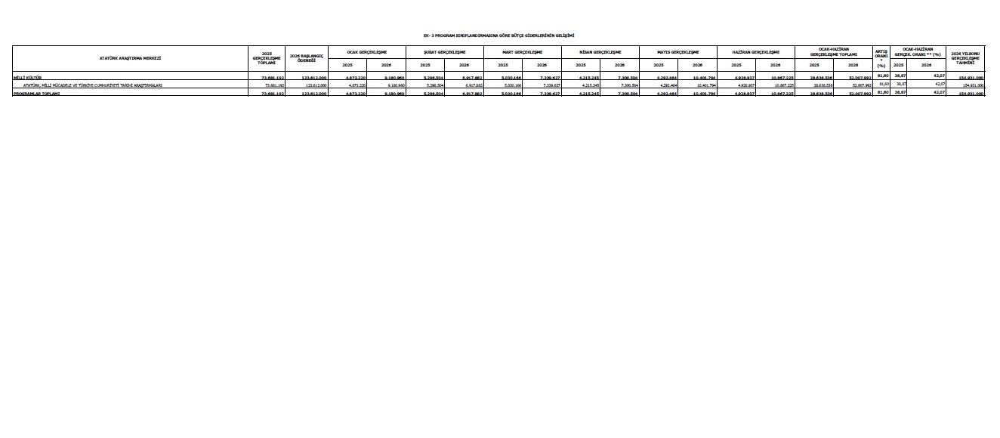 EK- 3 PROGRAM SINIFLANDIRMASINA GÖRE BÜTÇE GİDERLERİNİN GELİŞİMİ
ATATÜRK ARAŞTIRMA MERKEZİ 2025 GERÇEKLEŞME TOPLAMI 2026 BAŞLANGIÇ ÖDENEĞİ OCAK GERÇEKLEŞME ŞUBAT GERÇEKLEŞME MART GERÇEKLEŞME NİSAN GERÇEKLEŞME MAYIS GERÇEKLEŞME HAZİRAN GERÇEKLEŞME OCAK-HAZİRAN GERÇEKLEŞME TOPLAMI ARTIŞ ORANI * (%) OCAK-HAZİRAN GERÇEK. ORANI ** (%) 2026 YILSONU GERÇEKLEŞME TAHMİNİ
2025 2026 2025 2026 2025 2026 2025 2026 2025 2026 2025 2026 2025 2026 2025 2026
MİLLİ KÜLTÜR 73.681.192 123.612.000 4.873.220 9.180.960 5.298.504 6.917.882 5.030.166 7.339.627 4.215.245 7.300.504 4.292.464 10.401.794 4.928.937 10.867.225 28.638.536 52.007.992 81,60 38,87 42,07 154.931.000
ATATÜRK, MİLLİ MÜCADELE VE TÜRKİYE CUMHURİYETİ TARİHİ ARAŞTIRMALARI 73.681.192 123.612.000 4.873.220 9.180.960 5.298.504 6.917.882 5.030.166 7.339.627 4.215.245 7.300.504 4.292.464 10.401.794 4.928.937 10.867.225 28.638.536 52.007.992 81,60 38,87 42,07 154.931.000
PROGRAMLAR TOPLAMI 73.681.192 123.612.000 4.873.220 9.180.960 5.298.504 6.917.882 5.030.166 7.339.627 4.215.245 7.300.504 4.292.464 10.401.794 4.928.937 10.867.225 28.638.536 52.007.992 81,60 38,87 42,07 154.931.000